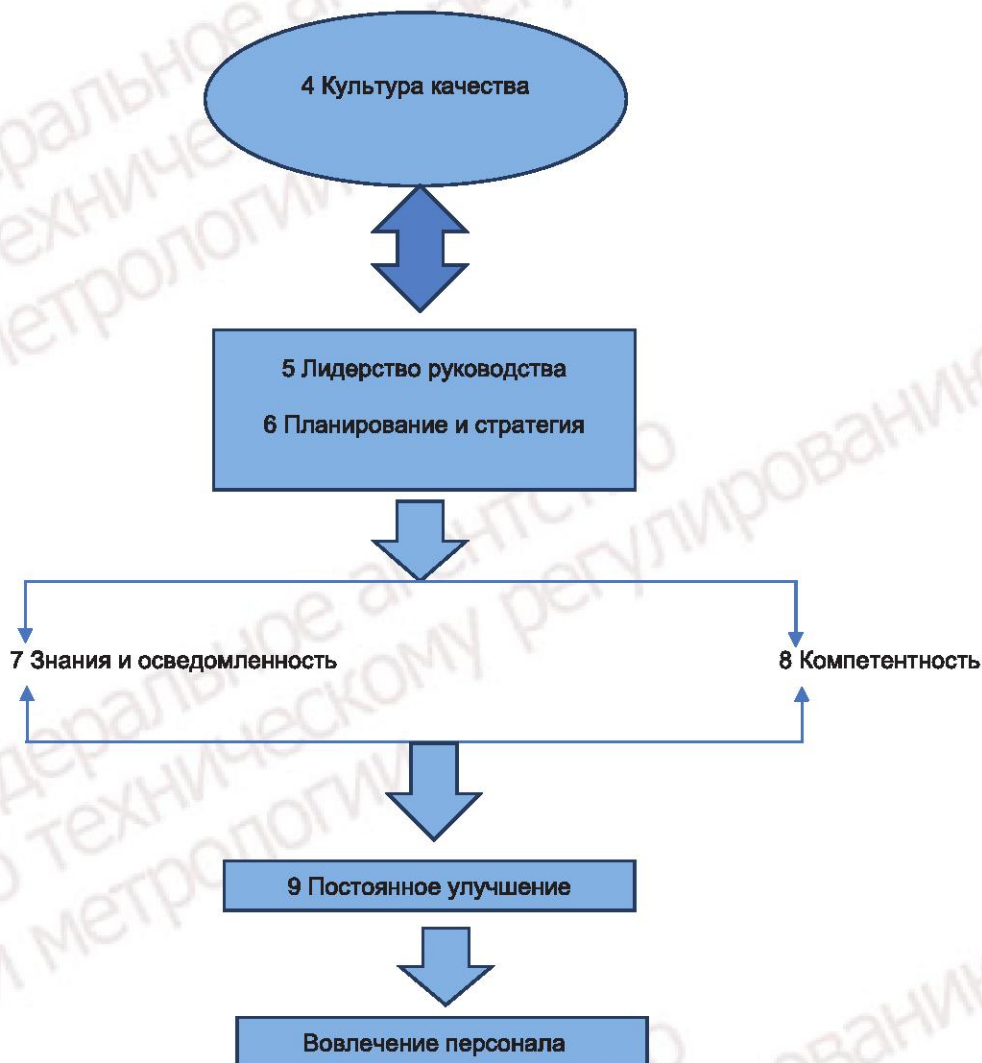 4 Культура качества
5 Лидерство руководства
6 Планирование и стратегия
7 Знания и осведомленность
8 Компетентность
9 Постоянное улучшение
Вовлечение персонала